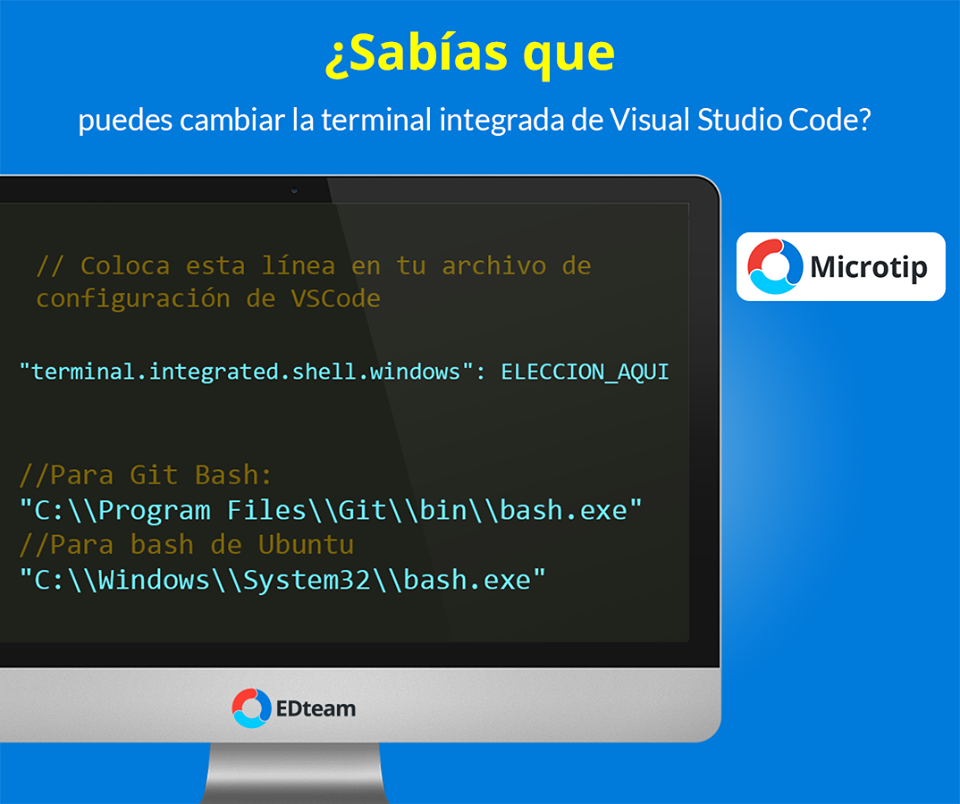 ¿Sabías que
puedes cambiar la terminal integrada de Visual Studio Code?
Microtip
// Coloca esta línea en tu archivo de
configuración de VSCode
"terminal.integrated.shell.windows": ELECCION_AQUI
//Para Git Bash:
"C:\\Program Files\\Git\\bin\\bash.exe"
//Para bash de Ubuntu
"C:\\Windows\\System32\\bash.exe"
EDteam